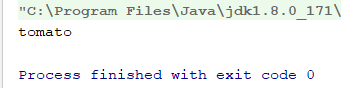 "C:\Program Files\Java\jdk1.8.0_171\
tomato
Process finished with exit code 0